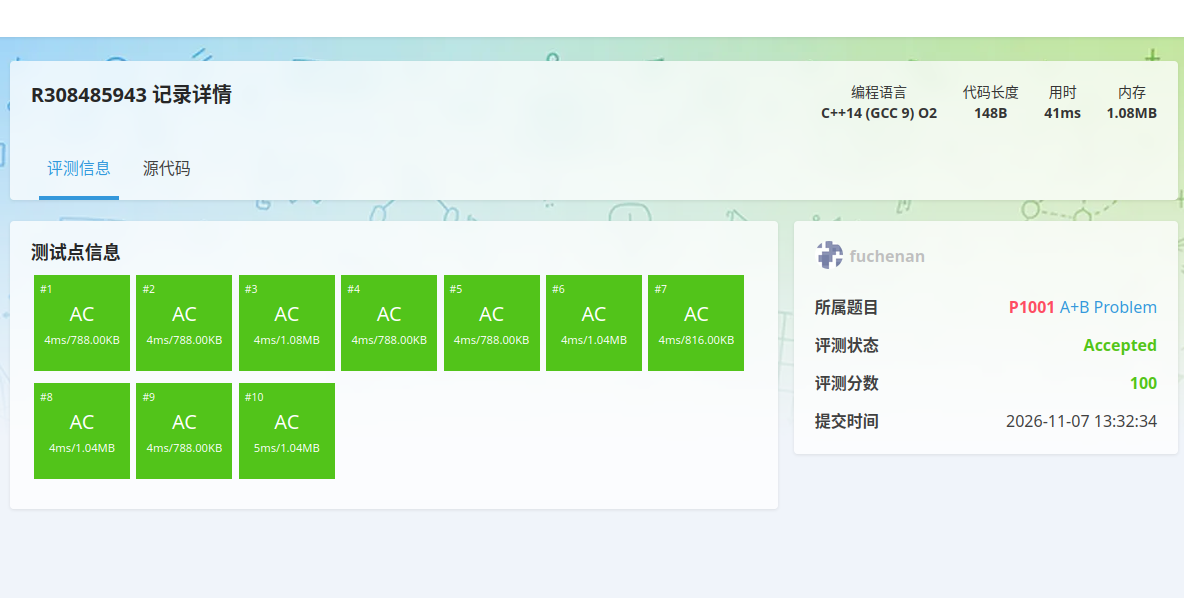 R308485943 记录详情
编程语言 代码长度 用时 内存
C++14 (GCC 9) O2 148B 41ms 1.08MB
评测信息 源代码
测试点信息
#1 AC 4ms/788.00KB
#2 AC 4ms/788.00KB
#3 AC 4ms/1.08MB
#4 AC 4ms/788.00KB
#5 AC 4ms/788.00KB
#6 AC 4ms/1.04MB
#7 AC 4ms/816.00KB
#8 AC 4ms/1.04MB
#9 AC 4ms/788.00KB
#10 AC 5ms/1.04MB
fuchenan
所属题目 P1001 A+B Problem
评测状态 Accepted
评测分数 100
提交时间 2026-11-07 13:32:34